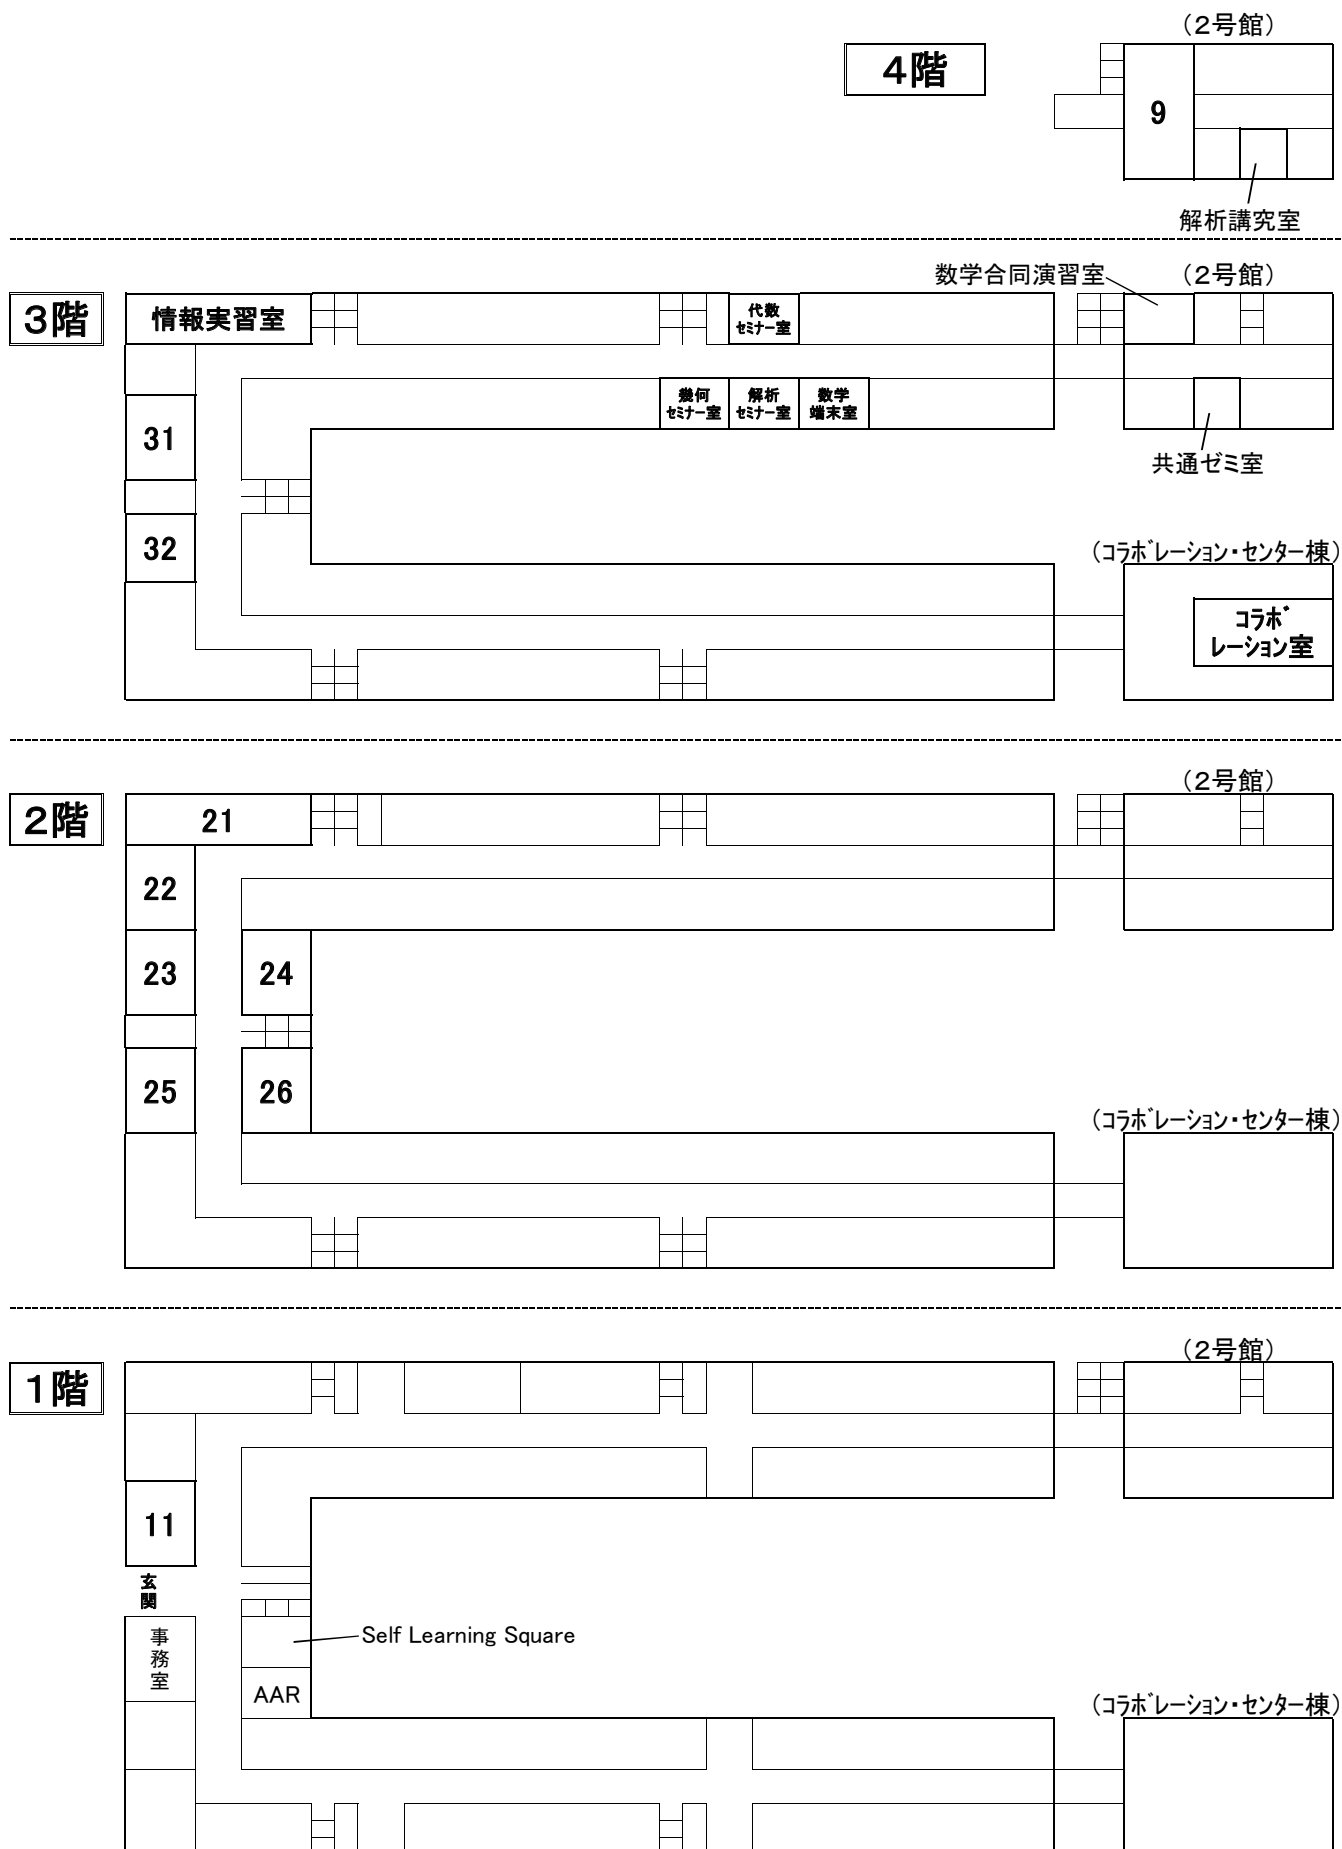 （2号館）
4階
9
解析講究室
数学合同演習室
（2号館）
3階
情報実習室
代数
セミナー室
幾何
セミナー室
解析
セミナー室
数学
端末室
31
共通ゼミ室
32
（コラボレーション・センター棟）
コラボ
レーション室
（2号館）
2階
21
22
23
24
25
26
（コラボレーション・センター棟）
（2号館）
1階
11
玄
関
事
務
室
Self Learning Square
AAR
（コラボレーション・センター棟）